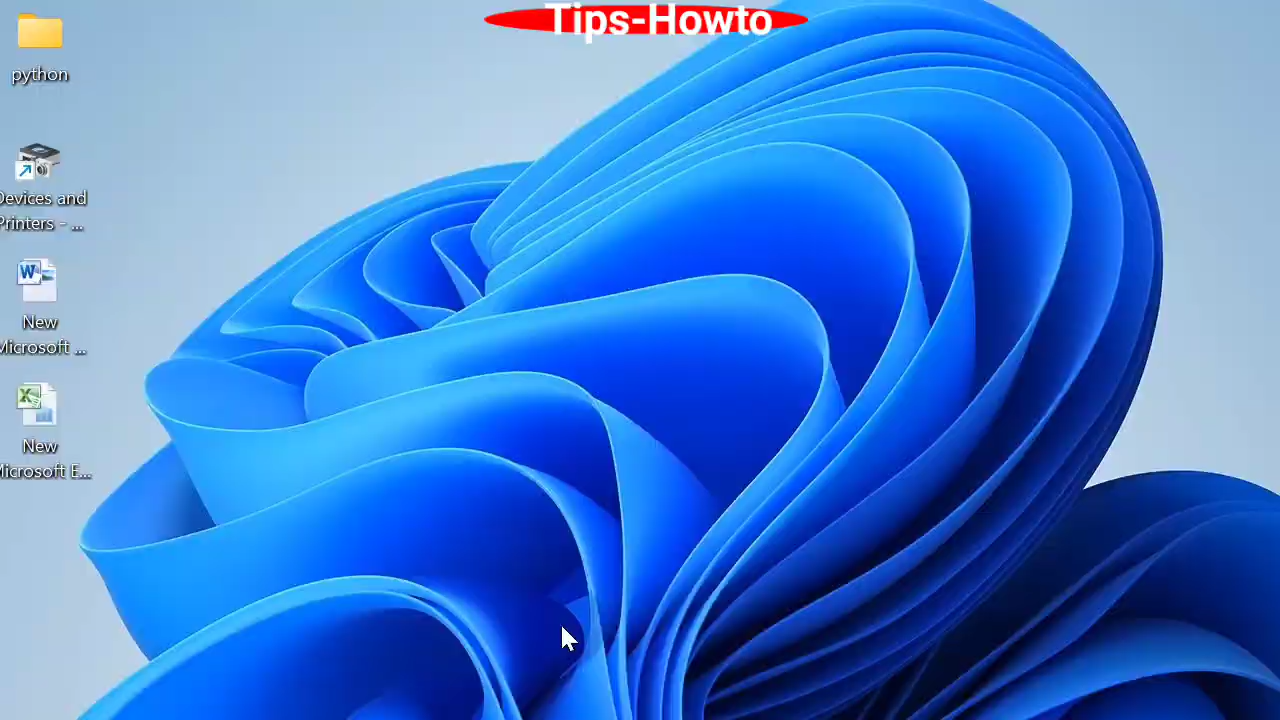 Tips-Howto
python
Devices and
Printers - ...
New
Microsoft ...
New
Microsoft E...